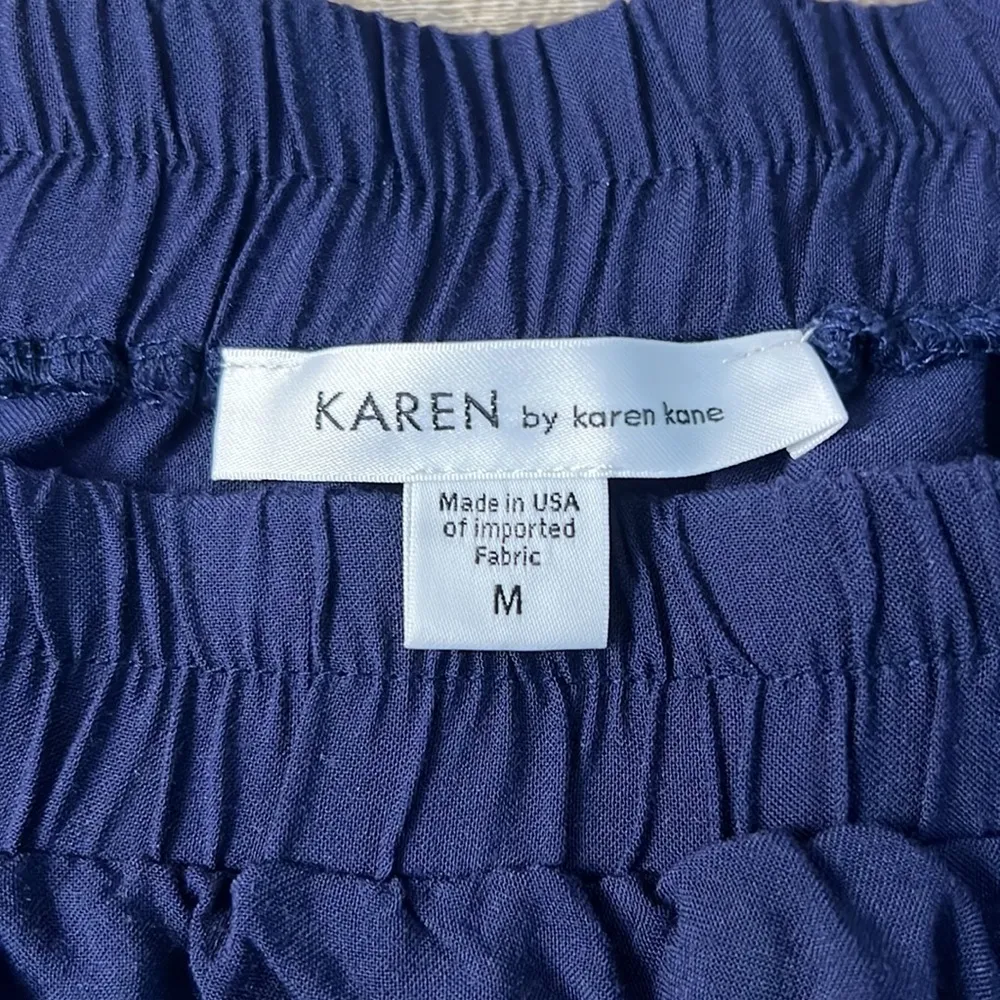 KAREN by karen kane
Made in USA
of imported
Fabric
M